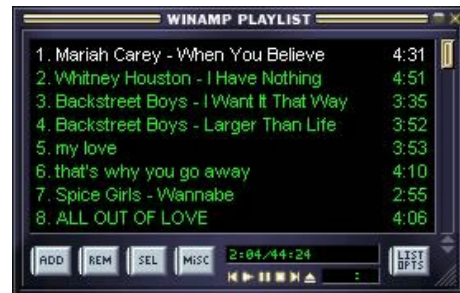 WINAMP PLAYLIST
1. Mariah Carey - When You Believe 4:31
2. Whitney Houston - I Have Nothing 4:51
3. Backstreet Boys - I Want It That Way 3:35
4. Backstreet Boys - Larger Than Life 3:52
5. my love 3:53
6. that's why you go away 4:10
7. Spice Girls - Wannabe 2:55
8. ALL OUT OF LOVE 4:06
ADD REM SEL MISC 2:04/44:24 LIST OPTS
: